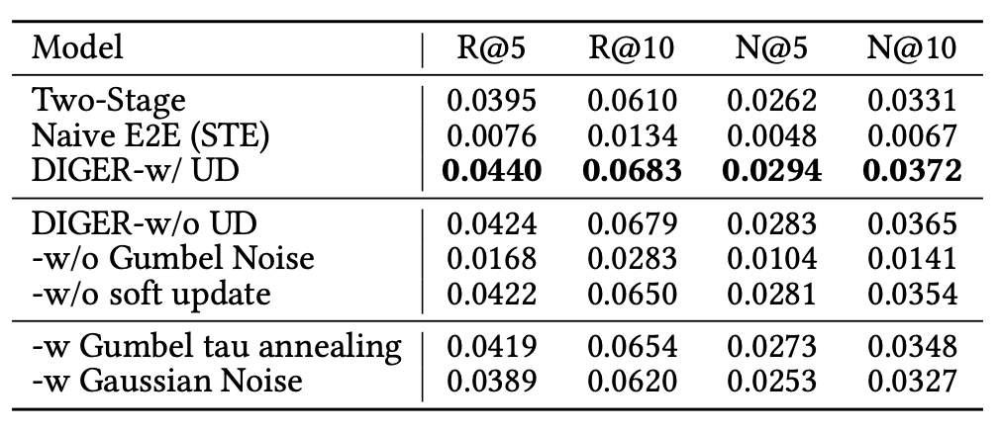 Model R@5 R@10 N@5 N@10
Two-Stage 0.0395 0.0610 0.0262 0.0331
Naive E2E (STE) 0.0076 0.0134 0.0048 0.0067
DIGER-w/ UD 0.0440 0.0683 0.0294 0.0372
DIGER-w/o UD 0.0424 0.0679 0.0283 0.0365
-w/o Gumbel Noise 0.0168 0.0283 0.0104 0.0141
-w/o soft update 0.0422 0.0650 0.0281 0.0354
-w Gumbel tau annealing 0.0419 0.0654 0.0273 0.0348
-w Gaussian Noise 0.0389 0.0620 0.0253 0.0327